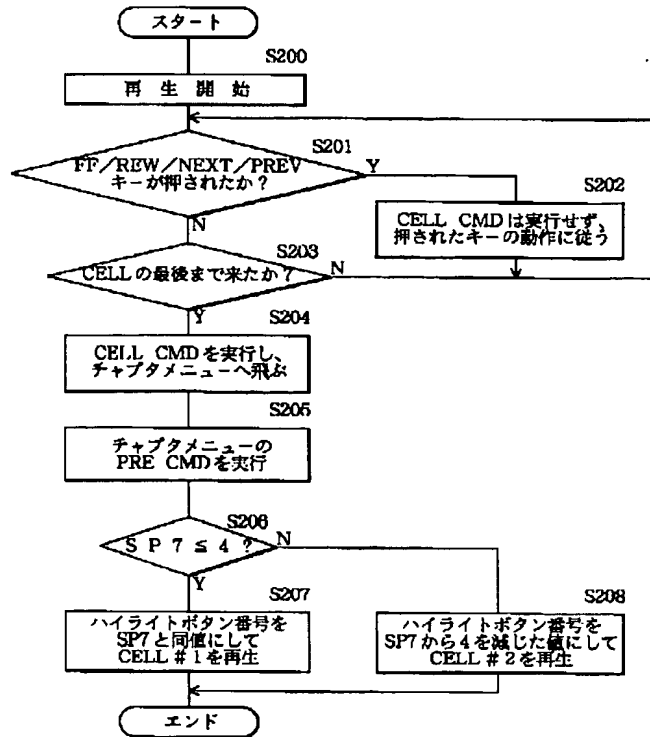 スタート
S200
再 生 開 始
S201
FF/REW/NEXT/PREV
キーが押されたか?
Y
N
S202
CELL CMDは実行せず、
押されたキーの動作に従う
S203
CELLの最後まで来たか?
N
Y
S204
CELL CMDを実行し、
チャプタメニューへ飛ぶ
S205
チャプタメニューの
PRE CMDを実行
S206
S P 7 ≦ 4 ?
N
Y
S207
ハイライトボタン番号を
SP7と同値にして
CELL #1を再生
S208
ハイライトボタン番号を
SP7から4を減じた値にして
CELL #2を再生
エンド